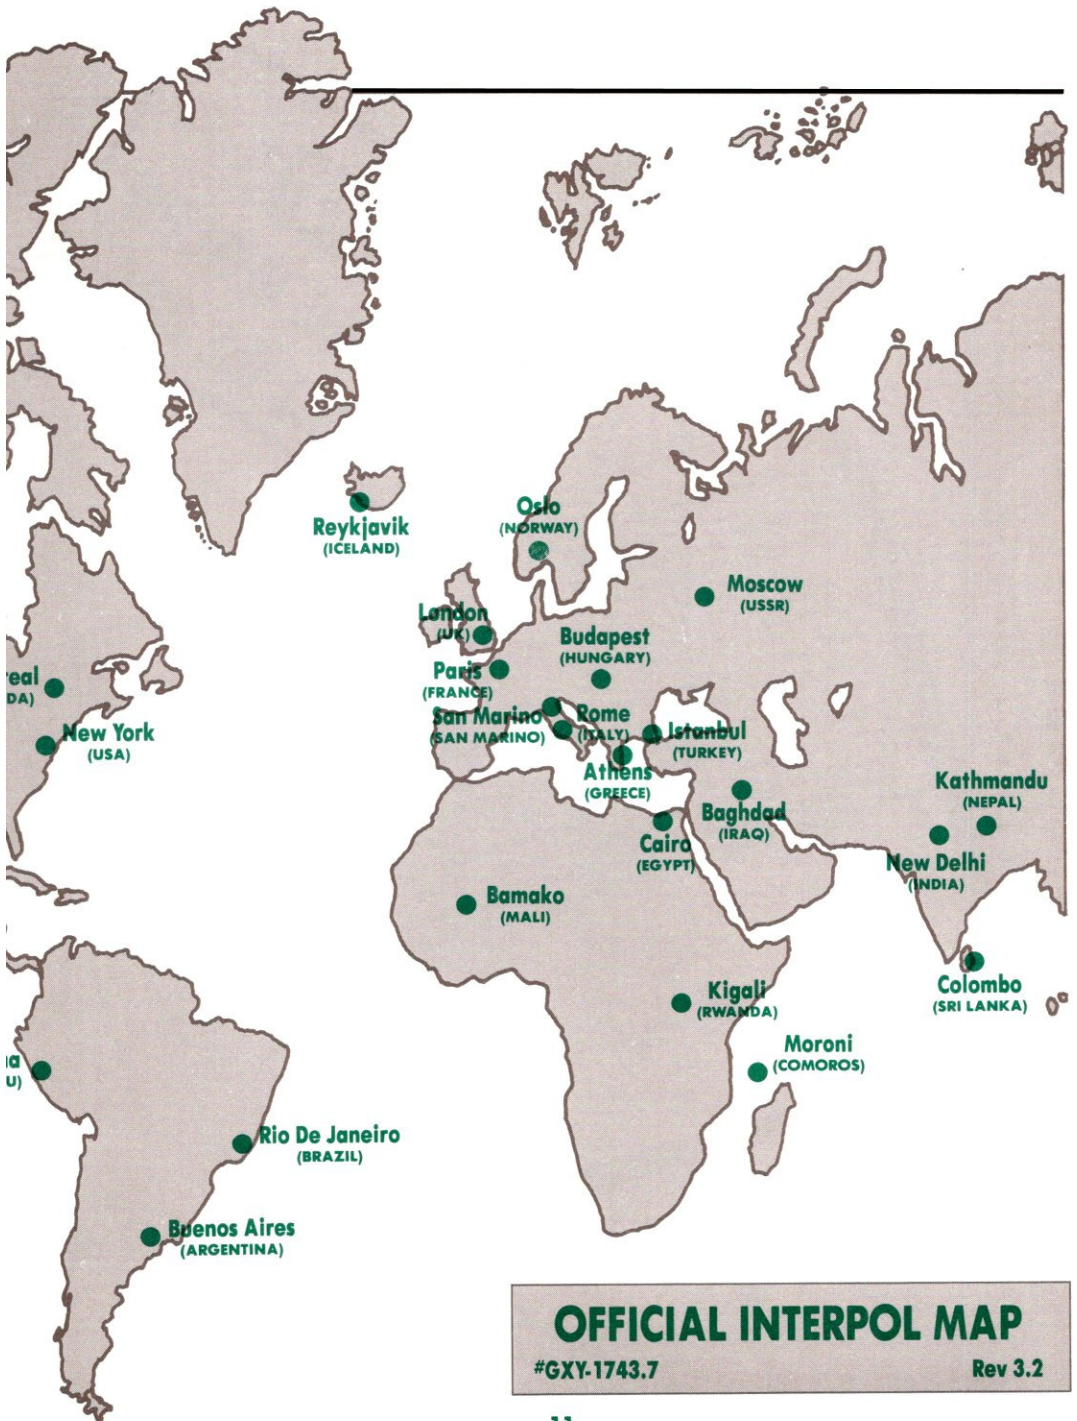 Reykjavik
(ICELAND)
Oslo
(NORWAY)
Moscow
(USSR)
London
(UK)
Budapest
(HUNGARY)
Paris
(FRANCE)
real
DA)
New York
(USA)
San Marino
(SAN MARINO)
Rome
(ITALY)
Istanbul
(TURKEY)
Athens
(GREECE)
Kathmandu
(NEPAL)
Baghdad
(IRAQ)
Cairo
(EGYPT)
New Delhi
(INDIA)
Bamako
(MALI)
Colombo
(SRI LANKA)
Kigali
(RWANDA)
Moroni
(COMOROS)
a
U)
Rio De Janeiro
(BRAZIL)
Buenos Aires
(ARGENTINA)
OFFICIAL INTERPOL MAP
#GXY-1743.7 Rev 3.2